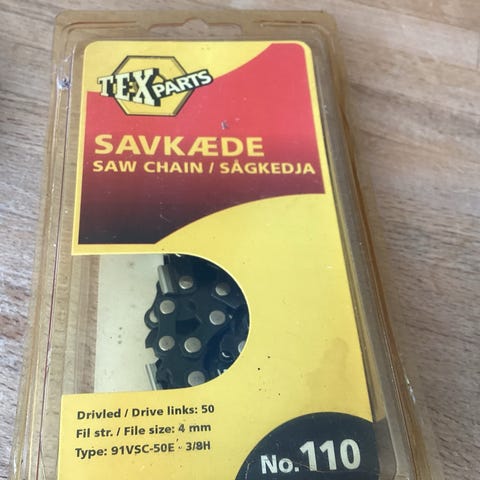 TEX PARTS
SAVKÆDE
SAW CHAIN / SÅGKEDJA
Drivled / Drive links: 50
Fil str. / File size: 4 mm
Type: 91VSC-50E - 3/8H
No. 110